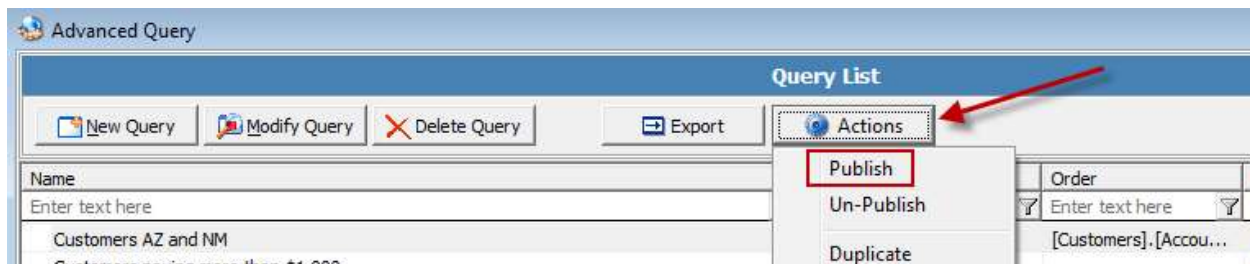 Advanced Query
Query List
New Query Modify Query Delete Query Export Actions
Publish
Name Order
Enter text here Un-Publish Enter text here
Customers AZ and NM [Customers].[Accou...
Duplicate